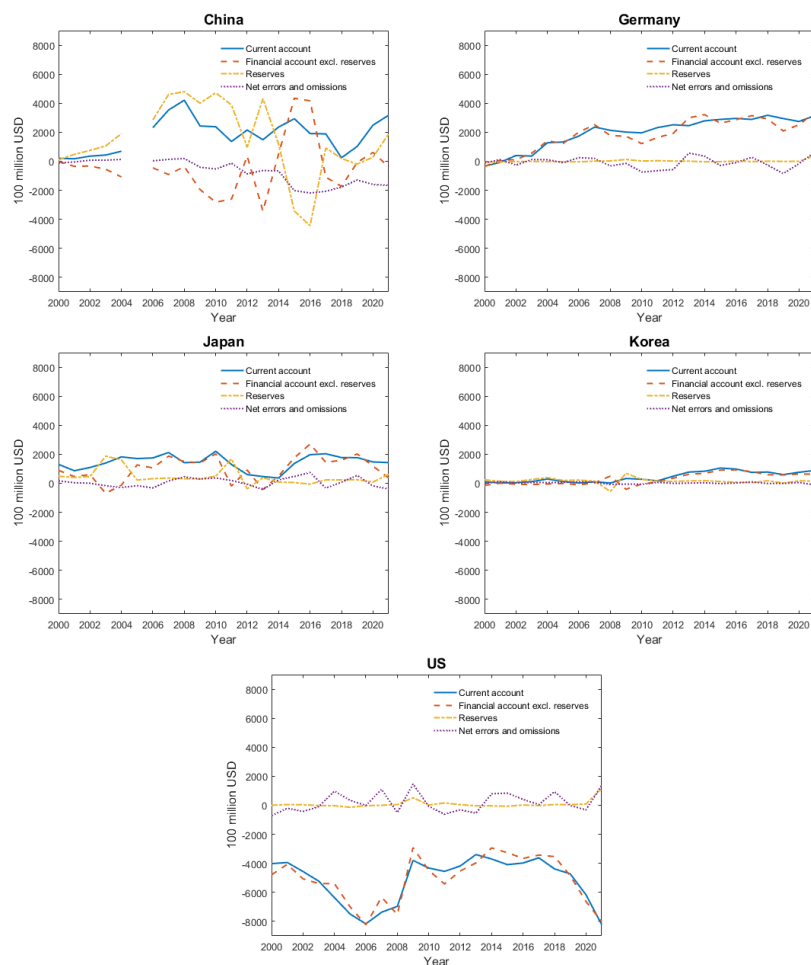 China
8000
6000
4000
2000
0
-2000
-4000
-6000
-8000
100 million USD
Current account
Financial account excl. reserves
Reserves
Net errors and omissions
2000 2002 2004 2006 2008 2010 2012 2014 2016 2018 2020
Year
Germany
8000
6000
4000
2000
0
-2000
-4000
-6000
-8000
100 million USD
Current account
Financial account excl. reserves
Reserves
Net errors and omissions
2000 2002 2004 2006 2008 2010 2012 2014 2016 2018 2020
Year
Japan
8000
6000
4000
2000
0
-2000
-4000
-6000
-8000
100 million USD
Current account
Financial account excl. reserves
Reserves
Net errors and omissions
2000 2002 2004 2006 2008 2010 2012 2014 2016 2018 2020
Year
Korea
8000
6000
4000
2000
0
-2000
-4000
-6000
-8000
100 million USD
Current account
Financial account excl. reserves
Reserves
Net errors and omissions
2000 2002 2004 2006 2008 2010 2012 2014 2016 2018 2020
Year
US
8000
6000
4000
2000
0
-2000
-4000
-6000
-8000
100 million USD
Current account
Financial account excl. reserves
Reserves
Net errors and omissions
2000 2002 2004 2006 2008 2010 2012 2014 2016 2018 2020
Year